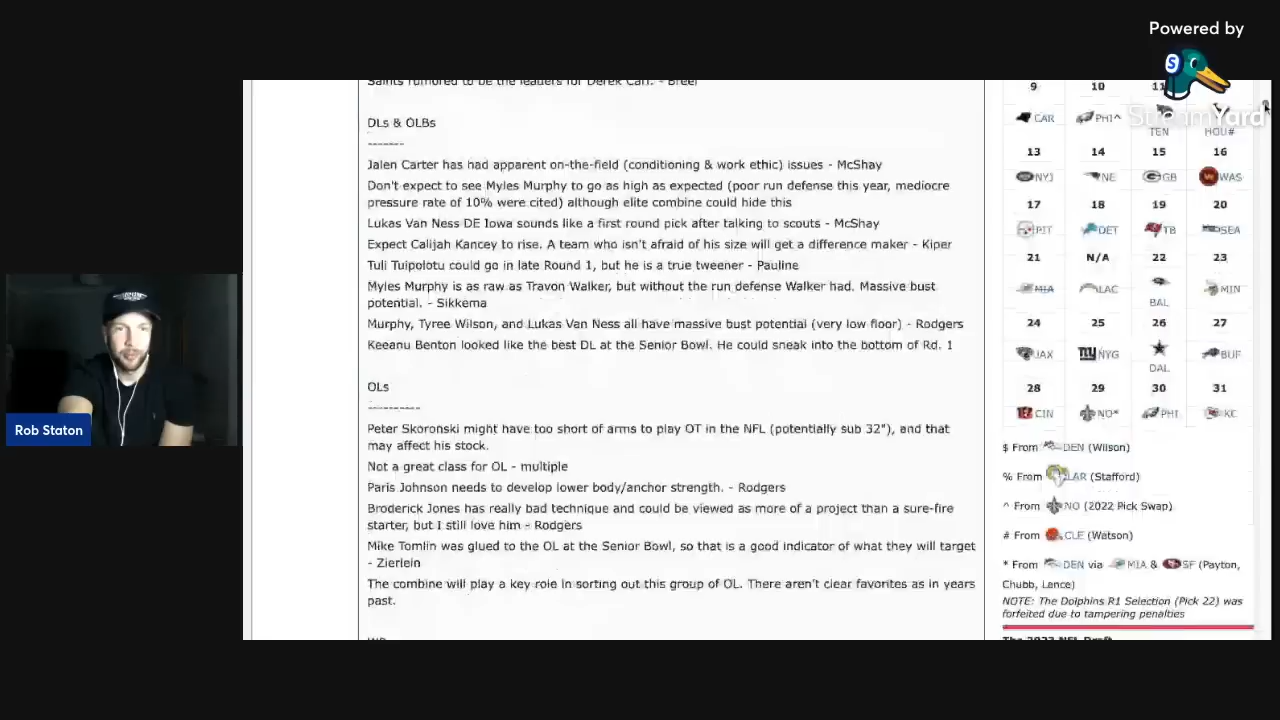 Powered by
StreamYard
Saints rumored to be the leaders for Derek Carr. - Breer
DLs & OLBs
---------
Jalen Carter has had apparent on-the-field (conditioning & work ethic) issues - McShay
Don't expect to see Myles Murphy to go as high as expected (poor run defense this year, mediocre
pressure rate of 10% were cited) although elite combine could hide this
Lukas Van Ness DE Iowa sounds like a first round pick after talking to scouts - McShay
Expect Calijah Kancey to rise. A team who isn't afraid of his size will get a difference maker - Kiper
Tuli Tuipolotu could go in late Round 1, but he is a true tweener - Pauline
Myles Murphy is as raw as Travon Walker, but without the run defense Walker had. Massive bust
potential. - Sikkema
Murphy, Tyree Wilson, and Lukas Van Ness all have massive bust potential (very low floor) - Rodgers
Keeanu Benton looked like the best DL at the Senior Bowl. He could sneak into the bottom of Rd. 1
OLs
------------
Peter Skoronski might have too short of arms to play OT in the NFL (potentially sub 32"), and that
may affect his stock.
Not a great class for OL - multiple
Paris Johnson needs to develop lower body/anchor strength. - Rodgers
Broderick Jones has really bad technique and could be viewed as more of a project than a sure-fire
starter, but I still love him - Rodgers
Mike Tomlin was glued to the OL at the Senior Bowl, so that is a good indicator of what they will target
- Zierlein
The combine will play a key role in sorting out this group of OL. There aren't clear favorites as in years
past.
9 10 11
CAR PHI^ TEN HOU#
13 14 15 16
NYJ NE GB WAS
17 18 19 20
PIT DET TB SEA
21 N/A 22 23
MIA LAC BAL MIN
24 25 26 27
JAX NYG DAL BUF
28 29 30 31
CIN NO* PHI KC
$ From DEN (Wilson)
% From LAR (Stafford)
^ From NO (2022 Pick Swap)
# From CLE (Watson)
* From DEN via MIA & SF (Payton,
Chubb, Lance)
NOTE: The Dolphins R1 Selection (Pick 22) was
forfeited due to tampering penalties
The 2023 NFL Draft
Rob Staton